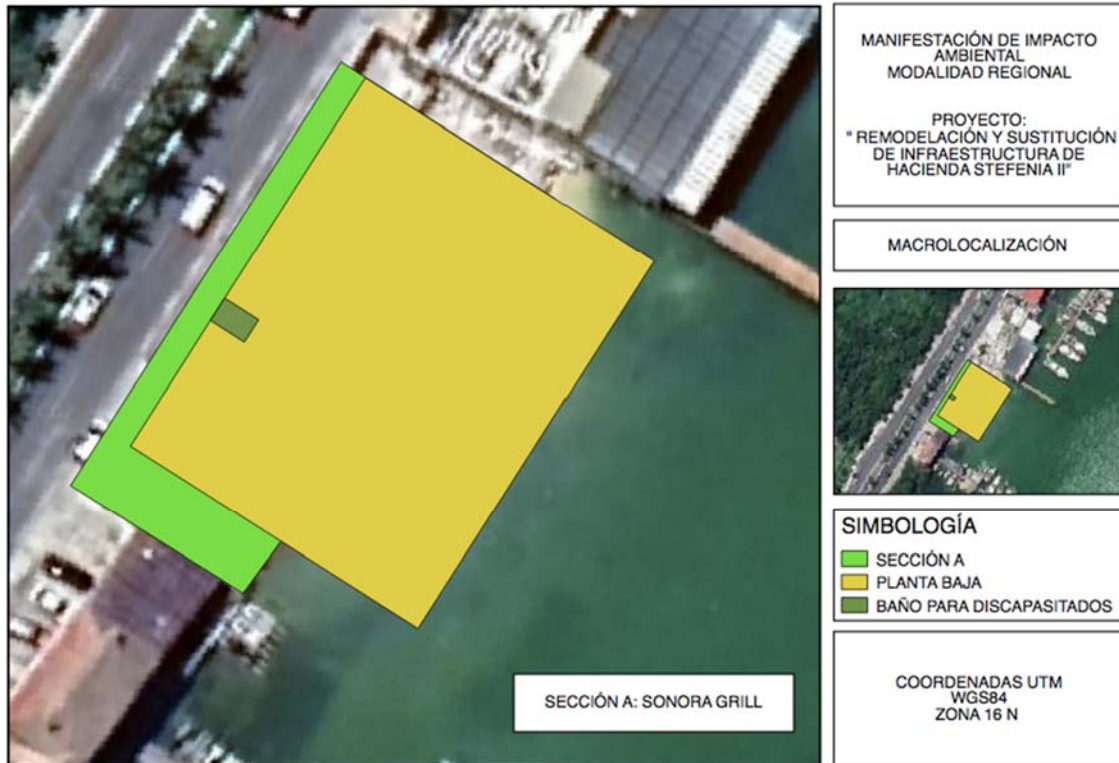 MANIFESTACIÓN DE IMPACTO
AMBIENTAL
MODALIDAD REGIONAL
PROYECTO:
" REMODELACIÓN Y SUSTITUCIÓN
DE INFRAESTRUCTURA DE
HACIENDA STEFENIA II"
MACROLOCALIZACIÓN
SIMBOLOGÍA
SECCIÓN A
PLANTA BAJA
BAÑO PARA DISCAPASITADOS
COORDENADAS UTM
WGS84
ZONA 16 N
SECCIÓN A: SONORA GRILL